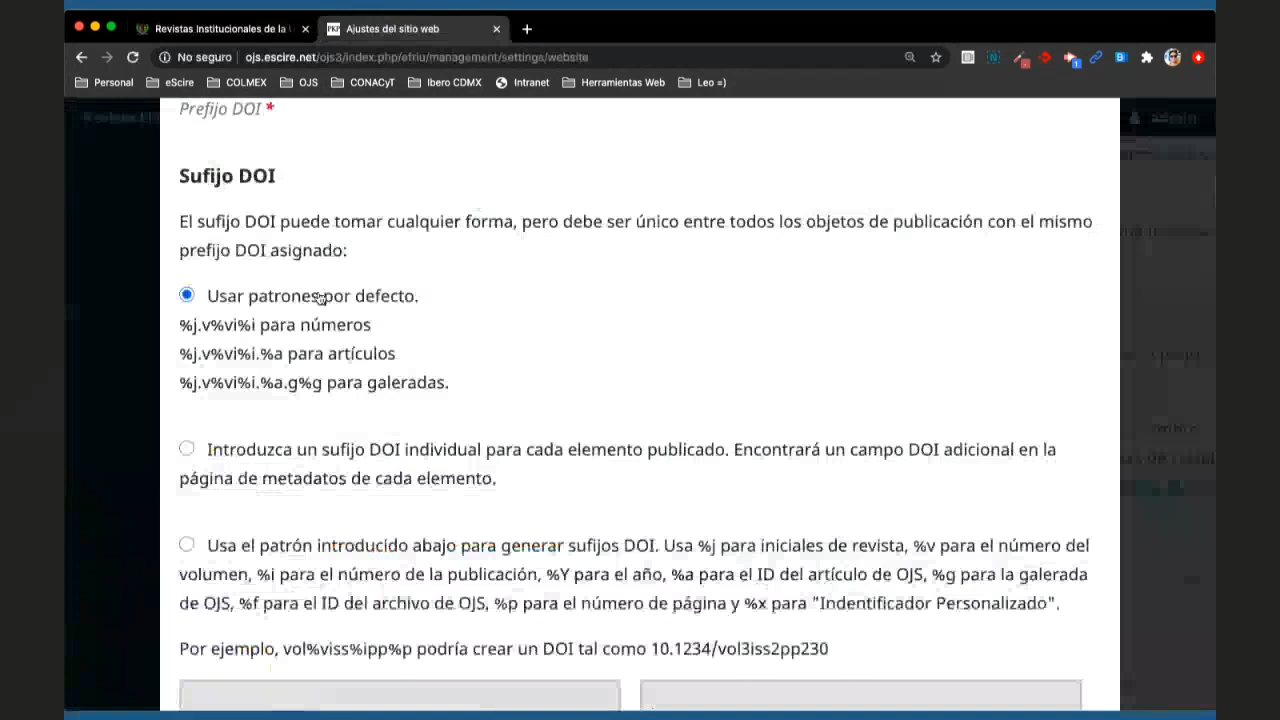 Revistas Institucionales de la
PKP Ajustes del sitio web
No seguro
ojs.escire.net/ojs3/index.php/efriu/management/settings/website
Personal
eScire
COLMEX
OJS
CONACyT
Ibero CDMX
Intranet
Herramientas Web
Leo =)
admin
Prefijo DOI *
Sufijo DOI
El sufijo DOI puede tomar cualquier forma, pero debe ser único entre todos los objetos de publicación con el mismo
prefijo DOI asignado:
Usar patrones por defecto.
%j.v%vi%i para números
%j.v%vi%i.%a para artículos
%j.v%vi%i.%a.g%g para galeradas.
Introduzca un sufijo DOI individual para cada elemento publicado. Encontrará un campo DOI adicional en la
página de metadatos de cada elemento.
Usa el patrón introducido abajo para generar sufijos DOI. Usa %j para iniciales de revista, %v para el número del
volumen, %i para el número de la publicación, %Y para el año, %a para el ID del artículo de OJS, %g para la galerada
de OJS, %f para el ID del archivo de OJS, %p para el número de página y %x para "Indentificador Personalizado".
Por ejemplo, vol%viss%ipp%p podría crear un DOI tal como 10.1234/vol3iss2pp230